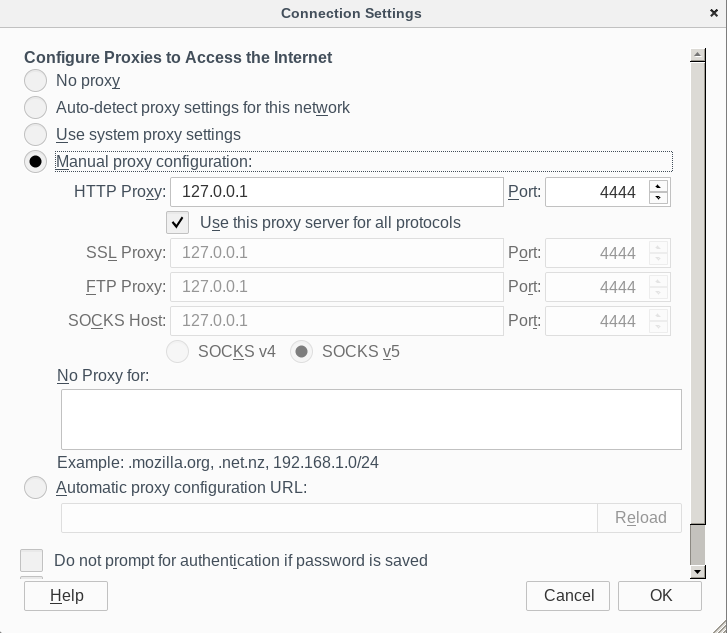 Connection Settings
Configure Proxies to Access the Internet
No proxy
Auto-detect proxy settings for this network
Use system proxy settings
Manual proxy configuration:
HTTP Proxy: 127.0.0.1 Port: 4444
Use this proxy server for all protocols
SSL Proxy: 127.0.0.1 Port: 4444
FTP Proxy: 127.0.0.1 Port: 4444
SOCKS Host: 127.0.0.1 Port: 4444
SOCKS v4 SOCKS v5
No Proxy for:
Example: .mozilla.org, .net.nz, 192.168.1.0/24
Automatic proxy configuration URL:
Reload
Do not prompt for authentication if password is saved
Help Cancel OK